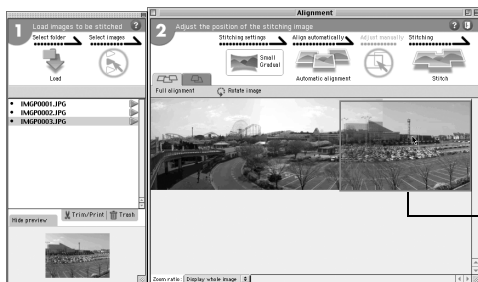 1 Load images to be stitched ?
Select folder
Select images
Load
IMGP0001.JPG
IMGP0002.JPG
IMGP0003.JPG
Hide preview
Trim/Print
Trash
Alignment
2 Adjust the position of the stitching image ?
Stitching settings
Align automatically
Adjust manually
Stitching
Small
Gradual
Automatic alignment
Stitch
Full alignment
Rotate image
Zoom ratio: Display whole image